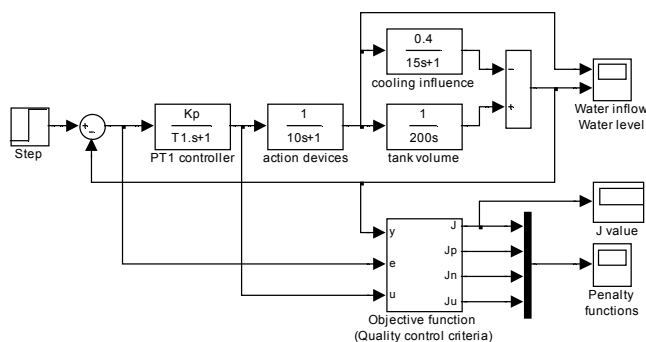 0.4
15s+1
cooling influence
−
+
Water inflow
Water level
Step
+
−
Kp
T1.s+1
PT1 controller
1
10s+1
action devices
1
200s
tank volume
y
e
u
J
Jp
Jn
Ju
Objective function
(Quality control criteria)
J value
Penalty
functions